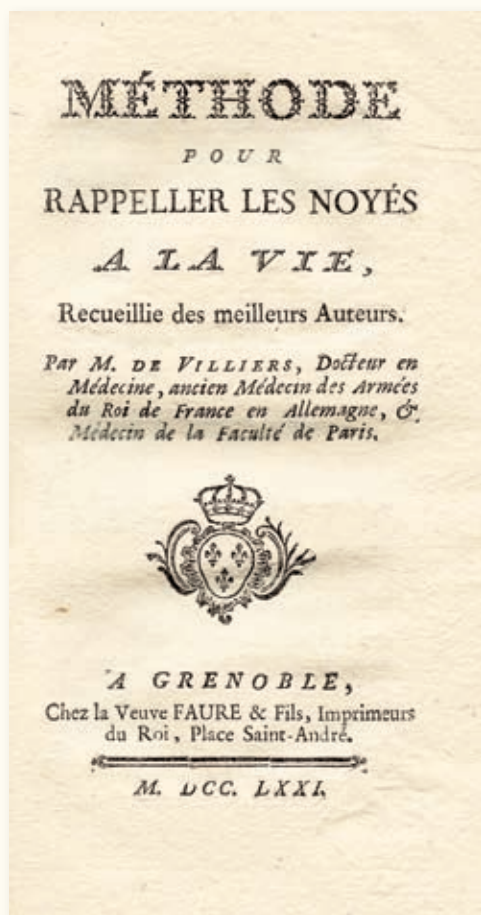 MÉTHODE
POUR
RAPPELLER LES NOYÉS
A LA VIE,
Recueillie des meilleurs Auteurs.
Par M. DE VILLIERS, Docteur en
Médecine, ancien Médecin des Armées
du Roi de France en Allemagne, &
Médecin de la Faculté de Paris.
A GRENOBLE,
Chez la Veuve FAURE & Fils, Imprimeurs
du Roi, Place Saint-André.
M. DCC. LXXI.